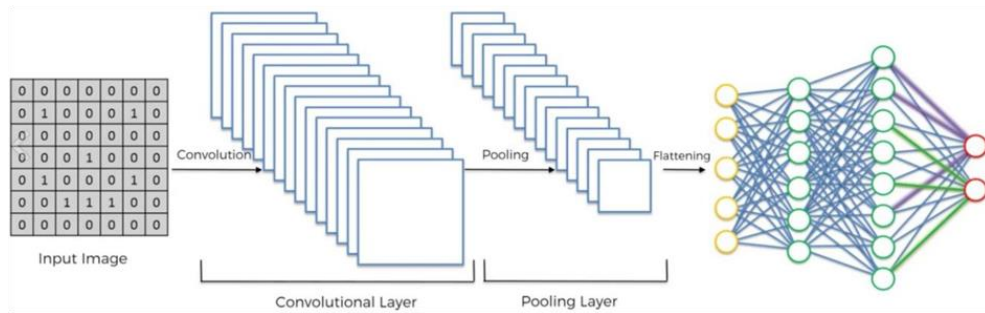 0 0 0 0 0 0 0
0 1 0 0 0 1 0
0 0 0 0 0 0 0
0 0 0 1 0 0 0
0 1 0 0 0 1 0
0 0 1 1 1 0 0
0 0 0 0 0 0 0
Input Image
Convolution
Pooling
Flattening
Convolutional Layer
Pooling Layer